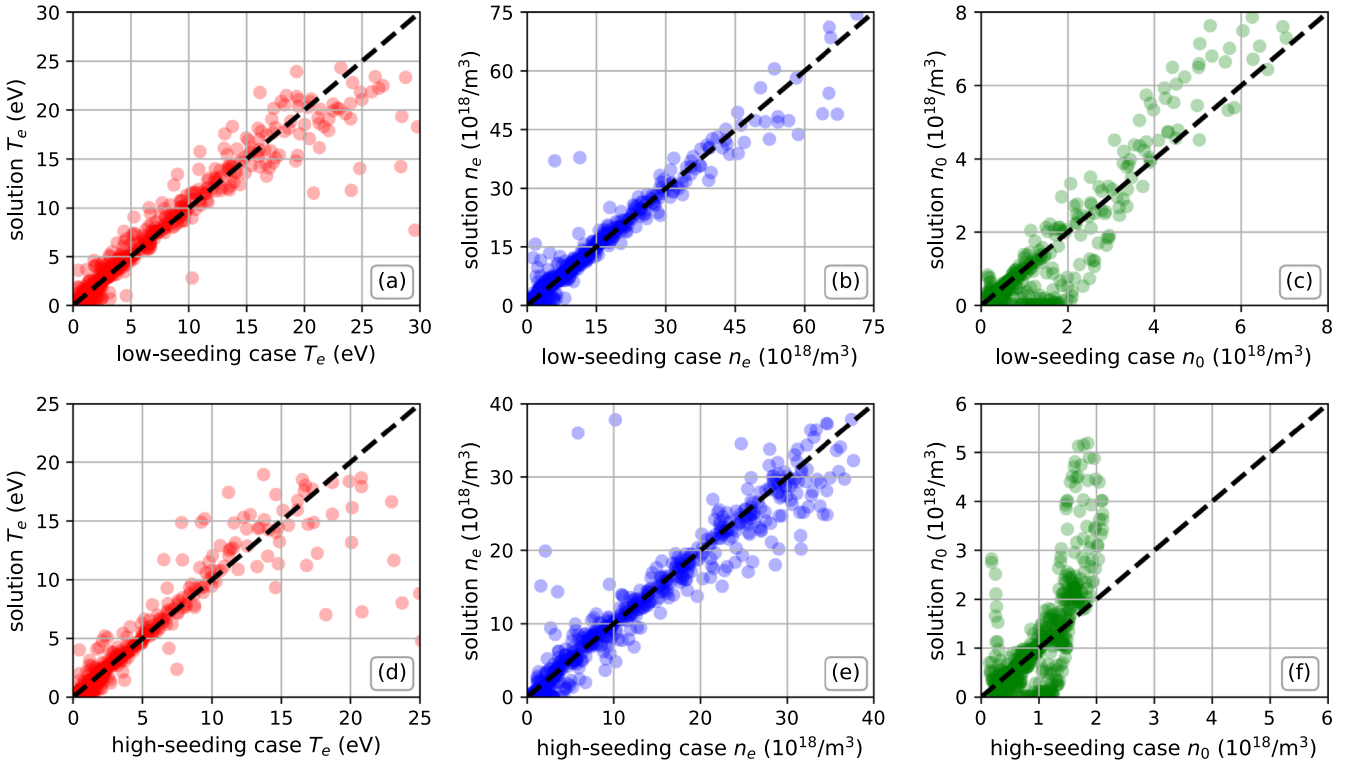 30
25
20
15
10
5
0
solution Tₑ (eV)
0 5 10 15 20 25 30
low-seeding case Tₑ (eV)
(a)
75
60
45
30
15
0
solution nₑ (10¹⁸/m³)
0 15 30 45 60 75
low-seeding case nₑ (10¹⁸/m³)
(b)
8
6
4
2
0
solution n₀ (10¹⁸/m³)
0 2 4 6 8
low-seeding case n₀ (10¹⁸/m³)
(c)
25
20
15
10
5
0
solution Tₑ (eV)
0 5 10 15 20 25
high-seeding case Tₑ (eV)
(d)
40
30
20
10
0
solution nₑ (10¹⁸/m³)
0 10 20 30 40
high-seeding case nₑ (10¹⁸/m³)
(e)
6
5
4
3
2
1
0
solution n₀ (10¹⁸/m³)
0 1 2 3 4 5 6
high-seeding case n₀ (10¹⁸/m³)
(f)